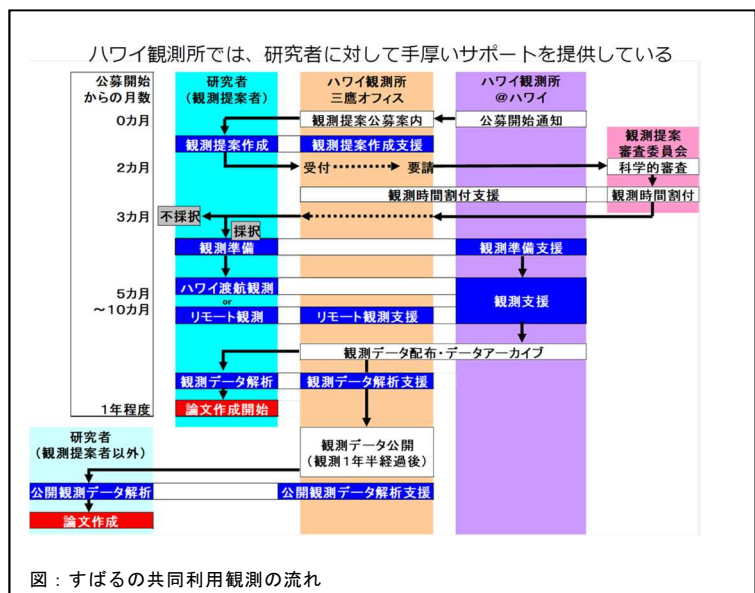 ハワイ観測所では、研究者に対して手厚いサポートを提供している
公募開始
からの月数
研究者
(観測提案者)
ハワイ観測所
三鷹オフィス
ハワイ観測所
@ハワイ
0カ月
観測提案公募案内
公募開始通知
観測提案作成
観測提案作成支援
観測提案
審査委員会
2カ月
受付
要請
科学的審査
観測時間割付支援
観測時間割付
3カ月
不採択
採択
観測準備
観測準備支援
ハワイ渡航観測
or
リモート観測
リモート観測支援
観測支援
5カ月
～10カ月
観測データ配布・データアーカイブ
観測データ解析
観測データ解析支援
1年程度
論文作成開始
研究者
(観測提案者以外)
観測データ公開
(観測1年半経過後)
公開観測データ解析
公開観測データ解析支援
論文作成
図：すばるの共同利用観測の流れ